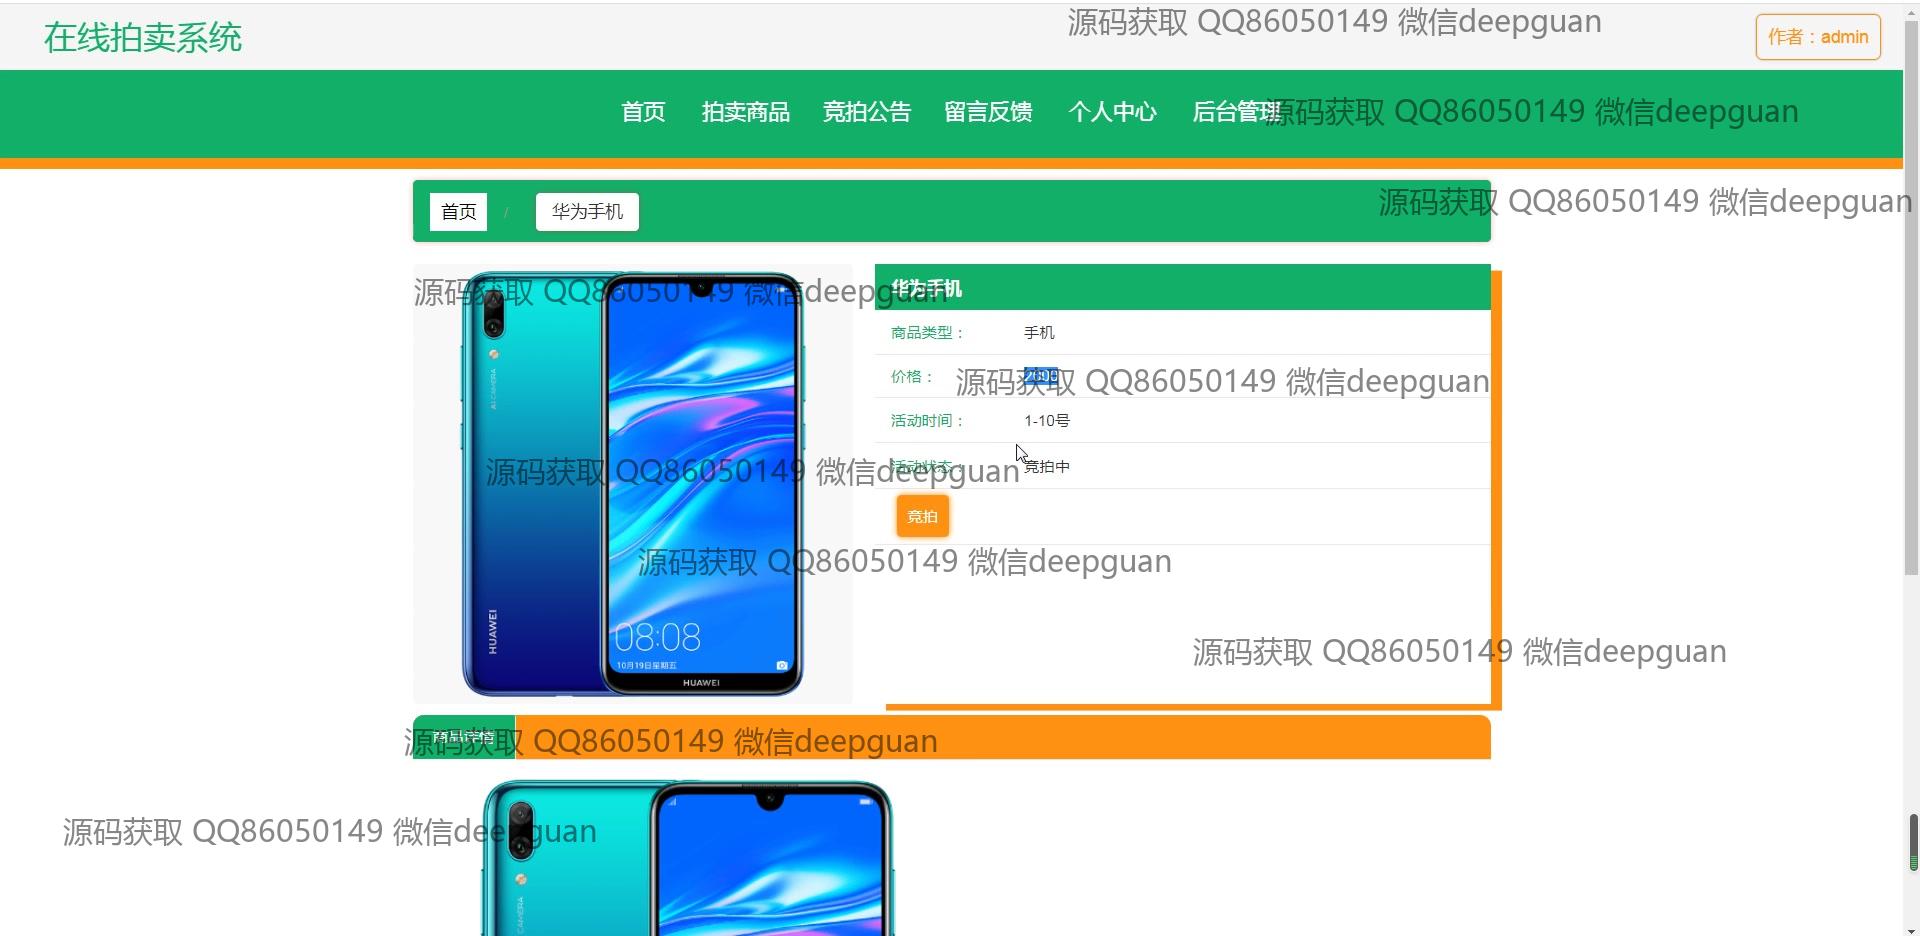 在线拍卖系统
源码获取 QQ86050149 微信deepguan
作者：admin
首页 拍卖商品 竞拍公告 留言反馈 个人中心 后台管理
源码获取 QQ86050149 微信deepguan
首页 / 华为手机
源码获取 QQ86050149 微信deepguan
源码获取 QQ86050149 微信deepguan
华为手机
商品类型： 手机
价格： 2600
源码获取 QQ86050149 微信deepguan
活动时间： 1-10号
活动状态： 竞拍中
源码获取 QQ86050149 微信deepguan
竞拍
源码获取 QQ86050149 微信deepguan
AI CAMERA
HUAWEI
08:08
10月19日星期五
HUAWEI
源码获取 QQ86050149 微信deepguan
商品详情
源码获取 QQ86050149 微信deepguan
源码获取 QQ86050149 微信deepguan
CAMERA